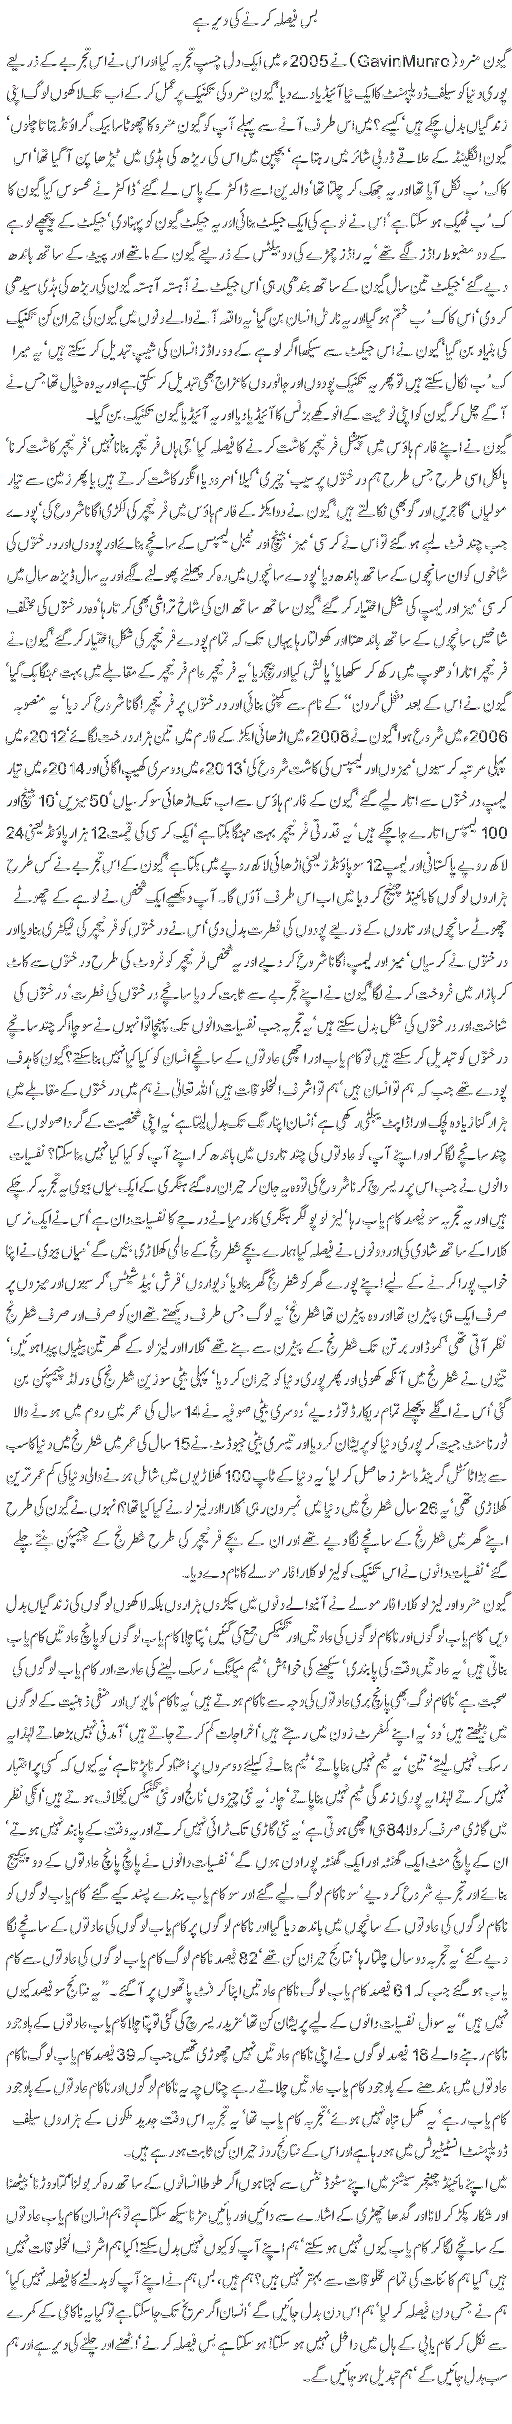 بس فیصلہ کرنے کی دیر ہے
گیون منرو (Gavin Munro) نے 2005ء میں ایک دل چسپ تجربہ کیا اور اس نے اس تجربے کے ذریعے
پوری دنیا کو سیلف ڈویلپمنٹ کا ایک نیا آئیڈیا دے دیا‘ گیون منرو کی تکنیک پر عمل کر کے اب تک لاکھوں لوگ اپنی
زندگیاں بدل چکے ہیں‘ کیسے؟ میں اس طرف آنے سے پہلے آپ کو گیون منرو کا چھوٹا سا بیک گراؤنڈ بتاتا چلوں‘
گیون انگلینڈ کے علاقے ڈربی شائر میں رہتا ہے‘ بچپن میں اس کی ریڑھ کی ہڈی میں ٹیڑھا پن آ گیا تھا‘ اس
کا کُب نکل آیا تھا اور یہ جھک کر چلتا تھا‘ والدین اسے ڈاکٹر کے پاس لے گئے‘ ڈاکٹر نے محسوس کیا گیون کا
کُب ٹھیک ہو سکتا ہے‘ اس نے لوہے کی ایک جیکٹ بنائی اور یہ جیکٹ گیون کو پہنا دی‘ جیکٹ کے پیچھے لوہے
کے دو مضبوط راڈز لگے تھے‘ یہ راڈز چمڑے کی دو بیلٹس کے ذریعے گیون کے ماتھے اور پیٹ کے ساتھ باندھ
دیے گئے‘ جیکٹ تین سال گیون کے ساتھ بندھی رہی‘ اس جیکٹ نے آہستہ آہستہ گیون کی ریڑھ کی ہڈی سیدھی
کر دی‘ اس کا کُب ختم ہو گیا اور یہ نارمل انسان بن گیا‘ یہ واقعہ آنے والے دنوں میں گیون کی حیران کن تکنیک
کی بنیاد بن گیا‘ گیون نے اس جیکٹ سے سیکھا اگر لوہے کے دو راڈز انسان کی شیپ تبدیل کر سکتے ہیں‘ یہ میرا
کُب نکال سکتے ہیں تو پھر یہ تکنیک پودوں اور جانوروں کا مزاج بھی تبدیل کر سکتی ہے اور یہ وہ خیال تھا جس نے
آگے چل کر گیون کو اپنی نوعیت کے انوکھے بزنس کا آئیڈیا دیا اور یہ آئیڈیا گیون تکنیک بن گیا۔
گیون نے اپنے فارم ہاؤس میں سپیشل فرنیچر کاشت کرنے کا فیصلہ کیا‘ جی ہاں فرنیچر بنانا نہیں‘ فرنیچر کاشت کرنا‘
بالکل اسی طرح جس طرح ہم درختوں پر سیب‘ چیری‘ کیلا‘ امرود یا انگور کاشت کرتے ہیں یا پھر زمین سے تیار
مولیاں‘ گاجریں اور گوبھی نکالتے ہیں‘ گیون نے دو ایکڑ کے فارم ہاؤس میں فرنیچر کی لکڑی اگانا شروع کی‘ پودے
جب چند فٹ لمبے ہو گئے تو اس نے کرسی‘ میز‘ بینچ اور ٹیبل لیمپس کے سانچے بنائے اور پودوں اور درختوں کی
شاخوں کو ان سانچوں کے ساتھ باندھ دیا‘ پودے سانچوں میں رہ کر پھلنے پھولنے لگے اور یہ سال ڈیڑھ سال میں
کرسی‘ میز اور لیمپ کی شکل اختیار کر گئے‘ گیون ساتھ ساتھ ان کی شاخ تراشی بھی کرتا رہا‘ وہ درختوں کی مختلف
شاخیں سانچوں کے ساتھ باندھتا اور کھولتا رہا یہاں تک کہ تمام پودے فرنیچر کی شکل اختیار کر گئے‘ گیون نے
فرنیچر اتارا‘ دھوپ میں رکھ کر سکھایا‘ پالش کیا اور بیچ دیا‘ یہ فرنیچر عام فرنیچر کے مقابلے میں بہت مہنگا بک گیا‘
گیون نے اس کے بعد ’’فل گرون‘‘ کے نام سے کمپنی بنائی اور درختوں پر فرنیچر اگانا شروع کر دیا‘ یہ منصوبہ
2006ء میں شروع ہوا‘ گیون نے 2008ء میں اڑھائی ایکڑ کے فارم میں تین ہزار درخت لگائے‘ 2012ء میں
پہلی مرتبہ کرسیوں‘ میزوں اور لیمپس کی کاشت شروع کی‘ 2013ء میں دوسری کھیپ اگائی اور 2014ء میں تیار
لیمپ درختوں سے اتار لیے گئے‘ گیون کے فارم ہاؤس سے اب تک اڑھائی سو کرسیاں‘ 50 میزیں‘ 10 بینچ اور
100 لیمپس اتارے جا چکے ہیں‘ یہ قدرتی فرنیچر بہت مہنگا بکتا ہے‘ ایک کرسی کی قیمت 12 ہزار پاؤنڈ یعنی 24
لاکھ روپے پاکستانی اور لیمپ 12 سو پاؤنڈز یعنی اڑھائی لاکھ روپے میں بکتا ہے‘ گیون کے اس تجربے نے کس طرح
ہزاروں لوگوں کا مائینڈ چینج کر دیا میں اب اس طرف آؤں گا۔ آپ دیکھیے ایک شخص نے لوہے کے چھوٹے
چھوٹے سانچوں اور تاروں کے ذریعے پودوں کی فطرت بدل دی‘ اس نے درختوں کو فرنیچر کی فیکٹری بنا دیا اور
درختوں نے کرسیاں‘ میز اور لیمپ اگانا شروع کر دیے اور یہ شخص فرنیچر کو فروٹ کی طرح درختوں سے کاٹ
کر بازار میں فروخت کرنے لگا‘ گیون نے اپنے تجربے سے ثابت کر دیا سانچے درختوں کی فطرت‘ درختوں کی
شناخت اور درختوں کی شکل بدل سکتے ہیں‘ یہ تجربہ جب نفسیات دانوں تک پہنچا تو انہوں نے سوچا اگر چند سانچے
درختوں کو تبدیل کر سکتے ہیں تو کام یاب اور اچھی عادتوں کے سانچے انسان کو کیا کیا نہیں بنا سکتے؟ گیون کا ہدف
پودے تھے جب کہ ہم تو انسان ہیں‘ ہم تو اشرف المخلوقات ہیں‘ اللہ تعالیٰ نے ہم میں درختوں کے مقابلے میں
ہزار گنا زیادہ لچک اور اڈاپٹ ایبلٹی رکھی ہے‘ انسان اپنا رنگ تک بدل لیتا ہے‘ یہ اپنی شخصیت کے گرد اصولوں کے
چند سانچے لگا کر اور اپنے آپ کو عادتوں کی چند تاروں میں باندھ کر اپنے آپ کو کیا کیا نہیں بنا سکتا؟ نفسیات
دانوں نے جب اس پر ریسرچ کرنا شروع کی تو وہ یہ جان کر حیران رہ گئے ہنگری کے ایک میاں بیوی یہ تجربہ کر چکے
ہیں اور یہ تجربہ سو فیصد کام یاب رہا‘ لیزلو پولگر ہنگری کا درمیانے درجے کا نفسیات دان ہے‘ اس نے ایک نرس
کلارا کے ساتھ شادی کی اور دونوں نے فیصلہ کیا ہمارے بچے شطرنج کے عالمی کھلاڑی بنیں گے‘ میاں بیوی نے اپنا
خواب پورا کرنے کے لیے اپنے پورے گھر کو شطرنج گھر بنا دیا‘ دیواروں‘ فرش‘ بیڈ شیٹس‘ کرسیوں اور میزوں پر
صرف ایک ہی پیٹرن تھا اور وہ پیٹرن تھا شطرنج‘ یہ لوگ جس طرف دیکھتے تھے ان کو صرف اور صرف شطرنج
نظر آتی تھی‘ کموڈ اور برتن تک شطرنج کے پیٹرن سے بنے تھے‘ کلارا اور لیزلو کے گھر تین بیٹیاں پیدا ہوئیں‘
تینوں نے شطرنج میں آنکھ کھولی اور پھر پوری دنیا کو حیران کر دیا‘ پہلی بیٹی سوزین شطرنج کی ورلڈ چیمپئن بن
گئی‘ اس نے اگلے پچھلے تمام ریکارڈ توڑ دیے‘ دوسری بیٹی صوفیہ نے 14 سال کی عمر میں روم میں ہونے والا
ٹورنامنٹ جیت کر پوری دنیا کو پریشان کر دیا اور تیسری بیٹی جیوڈٹ نے 15 سال کی عمر میں شطرنج میں دنیا کا سب
سے بڑا ٹائٹل گرینڈ ماسٹرز حاصل کر لیا‘ یہ دنیا کے ٹاپ 100 کھلاڑیوں میں شامل ہونے والی دنیا کی کم عمر ترین
کھلاڑی تھی‘ یہ 26 سال شطرنج میں دنیا میں نمبر ون رہی‘ کلارا اور لیزلو نے کیا کیا تھا؟ انہوں نے گیون کی طرح
اپنے گھر میں شطرنج کے سانچے لگا دیے تھے اور ان کے بچے فرنیچر کی طرح شطرنج کے چیمپئن بنتے چلے
گئے‘ نفسیات دانوں نے اس تکنیک کو لیزلو کلارا فارمولے کا نام دے دیا۔
گیون منرو اور لیزلو کلارا فارمولے نے آنیوالے دنوں میں سیکڑوں ہزاروں بلکہ لاکھوں لوگوں کی زندگیاں بدل
دیں‘ کام یاب لوگوں اور ناکام لوگوں کی عادتیں اور تکنیکس جمع کی گئیں‘ پتا چلا کام یاب لوگوں کو پانچ عادتیں کام یاب
بناتی ہیں‘ یہ عادتیں وقت کی پابندی‘ سیکھنے کی خواہش‘ ٹیم میکنگ‘ رسک لینے کی عادت اور کام یاب لوگوں کی
صحبت ہے‘ ناکام لوگ بھی پانچ بری عادتوں کی وجہ سے ناکام ہوتے ہیں‘ یہ ناکام‘ مایوس اور منفی ذہنیت کے لوگوں
میں بیٹھتے ہیں‘ دو‘ یہ اپنے کمفرٹ زون میں رہتے ہیں‘ اخراجات کم کرتے جاتے ہیں‘ آمدنی نہیں بڑھاتے لہٰذا یہ
رسک نہیں لیتے‘ تین‘ یہ ٹیم نہیں بنا پاتے‘ ٹیم بنانے کیلئے دوسروں پر اعتماد کرنا پڑتا ہے‘ یہ کیوں کہ کسی پر اعتبار
نہیں کرتے لہٰذا یہ پوری زندگی ٹیم نہیں بنا پاتے‘ چار‘ یہ نئی چیزوں‘ نالج اور نئی تکنیکس کیخلاف ہوتے ہیں‘ انکی نظر
میں گاڑی صرف کرولا 84 ہی اچھی ہوتی ہے‘ یہ نئی گاڑی تک ٹرائی نہیں کرتے اور یہ وقت کے پابند نہیں ہوتے‘
ان کے پانچ منٹ ایک گھنٹہ اور ایک گھنٹہ پورا دن ہوں گے‘ نفسیات دانوں نے پانچ پانچ عادتوں کے دو پیکیج
بنائے اور تجربے شروع کر دیے‘ سو ناکام لوگ لیے گئے اور سو کام یاب بندے پسند کیے گئے‘ کام یاب لوگوں کو
ناکام لوگوں کی عادتوں کے سانچوں میں باندھ دیا گیا اور ناکام لوگوں پر کام یاب لوگوں کی عادتوں کے سانچے لگا
دیے گئے‘ یہ تجربہ دو سال چلتا رہا‘ نتائج حیران کن تھے‘ 82 فیصد ناکام لوگ کام یاب لوگوں کی عادتوں سے کام
یاب ہو گئے جب کہ 61 فیصد کام یاب لوگ ناکام عادتیں اپنا کر فٹ پاتھوں پر آ گئے۔ ’’یہ نتائج سو فیصد کیوں
نہیں ہیں‘‘ یہ سوال نفسیات دانوں کے لیے پریشان کن تھا‘ مزید ریسرچ کی گئی تو پتا چلا کام یاب عادتوں کے باوجود
ناکام رہنے والے 18 فیصد لوگوں نے اپنی ناکام عادتیں نہیں چھوڑی تھیں جب کہ 39 فیصد کام یاب لوگ ناکام
عادتوں میں بندھنے کے باوجود کام یاب عادتیں چلاتے رہے چناں چہ یہ ناکام لوگوں اور ناکام عادتوں کے باوجود
کام یاب رہے‘ یہ مکمل تباہ نہیں ہوئے‘ تجربہ کام یاب تھا‘ یہ تجربہ اس وقت جدید ملکوں کے ہزاروں سیلف
ڈویلپمنٹ انسٹی ٹیوٹس میں ہو رہا ہے اور اس کے نتائج روز حیران کن ثابت ہو رہے ہیں۔
میں اپنے مائینڈ چینجر سیشنز میں اپنے سٹوڈنٹس سے کہتا ہوں اگر طوطا انسانوں کے ساتھ رہ کر بولنا‘ کتا دوڑنا‘ بیٹھنا
اور شکار پکڑ کر لانا اور گدھا چھڑی کے اشارے سے دائیں اور بائیں مڑنا سیکھ سکتا ہے تو ہم انسان کام یاب عادتوں
کے سانچے لگا کر کام یاب کیوں نہیں ہو سکتے‘ ہم اپنے آپ کو کیوں نہیں بدل سکتے! کیا ہم اشرف المخلوقات نہیں
ہیں‘ کیا ہم کائنات کی تمام مخلوقات سے بہتر نہیں ہیں؟ ہم ہیں‘ بس ہم نے اپنے آپ کو بدلنے کا فیصلہ نہیں کیا‘
ہم نے جس دن فیصلہ کر لیا‘ ہم اس دن بدل جائیں گے‘ انسان اگر مریخ تک جا سکتا ہے تو کیا یہ ناکامی کے کمرے
سے نکل کر کام یابی کے ہال میں داخل نہیں ہو سکتا! ہو سکتا ہے بس فیصلہ کرنے‘ اٹھنے اور چلنے کی دیر ہے اور ہم
سب بدل جائیں گے‘ ہم تبدیل ہو جائیں گے۔